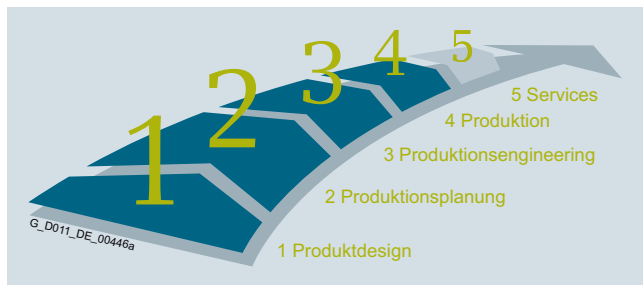 1
2
3
4
5
5 Services
4 Produktion
3 Produktionsengineering
2 Produktionsplanung
1 Produktdesign
G_D011_DE_00446a